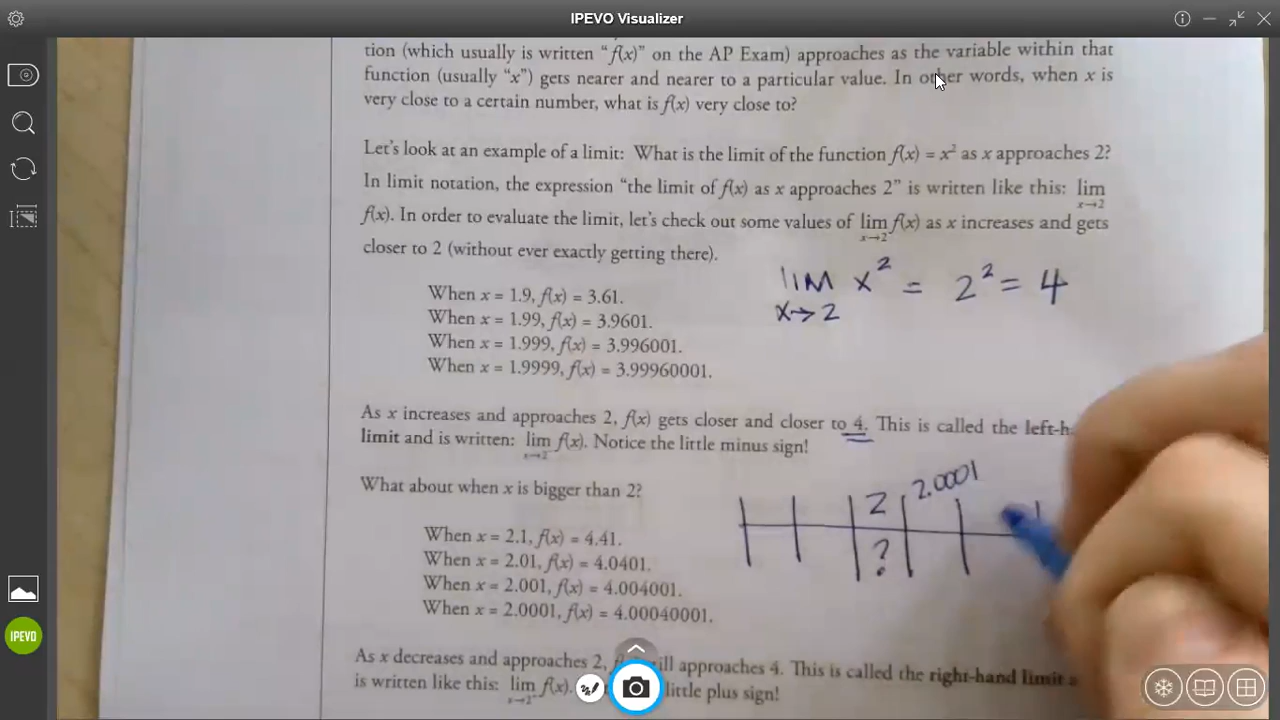 IPEVO Visualizer
tion (which usually is written “f(x)” on the AP Exam) approaches as the variable within that
function (usually “x”) gets nearer and nearer to a particular value. In other words, when x is
very close to a certain number, what is f(x) very close to?
Let’s look at an example of a limit: What is the limit of the function f(x) = x² as x approaches 2?
In limit notation, the expression “the limit of f(x) as x approaches 2” is written like this: lim
x→2
f(x). In order to evaluate the limit, let’s check out some values of lim f(x) as x increases and gets
x→2
closer to 2 (without ever exactly getting there).
lim x² = 2² = 4
x→2
When x = 1.9, f(x) = 3.61.
When x = 1.99, f(x) = 3.9601.
When x = 1.999, f(x) = 3.996001.
When x = 1.9999, f(x) = 3.99960001.
As x increases and approaches 2, f(x) gets closer and closer to 4. This is called the left-h
limit and is written: lim f(x). Notice the little minus sign!
x→2⁻
What about when x is bigger than 2?
2 2.0001
?
When x = 2.1, f(x) = 4.41.
When x = 2.01, f(x) = 4.0401.
When x = 2.001, f(x) = 4.004001.
When x = 2.0001, f(x) = 4.00040001.
As x decreases and approaches 2, ill approaches 4. This is called the right-hand limit a
is written like this: lim f(x). little plus sign!
x→2⁺
IPEVO